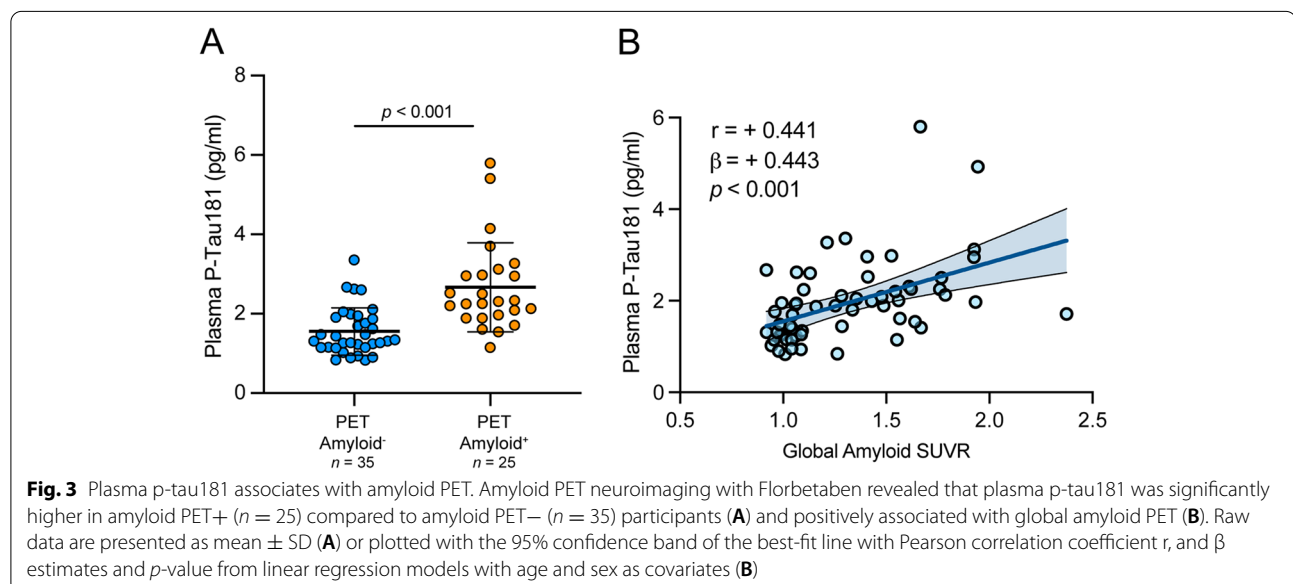 A
8
6
4
2
0
Plasma P-Tau181 (pg/ml)
p < 0.001
PET
Amyloid⁻
n = 35
PET
Amyloid⁺
n = 25
B
6
4
2
0
Plasma P-Tau181 (pg/ml)
r = + 0.441
β = + 0.443
p < 0.001
0.5 1.0 1.5 2.0 2.5
Global Amyloid SUVR
Fig. 3 Plasma p-tau181 associates with amyloid PET. Amyloid PET neuroimaging with Florbetaben revealed that plasma p-tau181 was significantly
higher in amyloid PET+ (n = 25) compared to amyloid PET− (n = 35) participants (A) and positively associated with global amyloid PET (B). Raw
data are presented as mean ± SD (A) or plotted with the 95% confidence band of the best-fit line with Pearson correlation coefficient r, and β
estimates and p-value from linear regression models with age and sex as covariates (B)